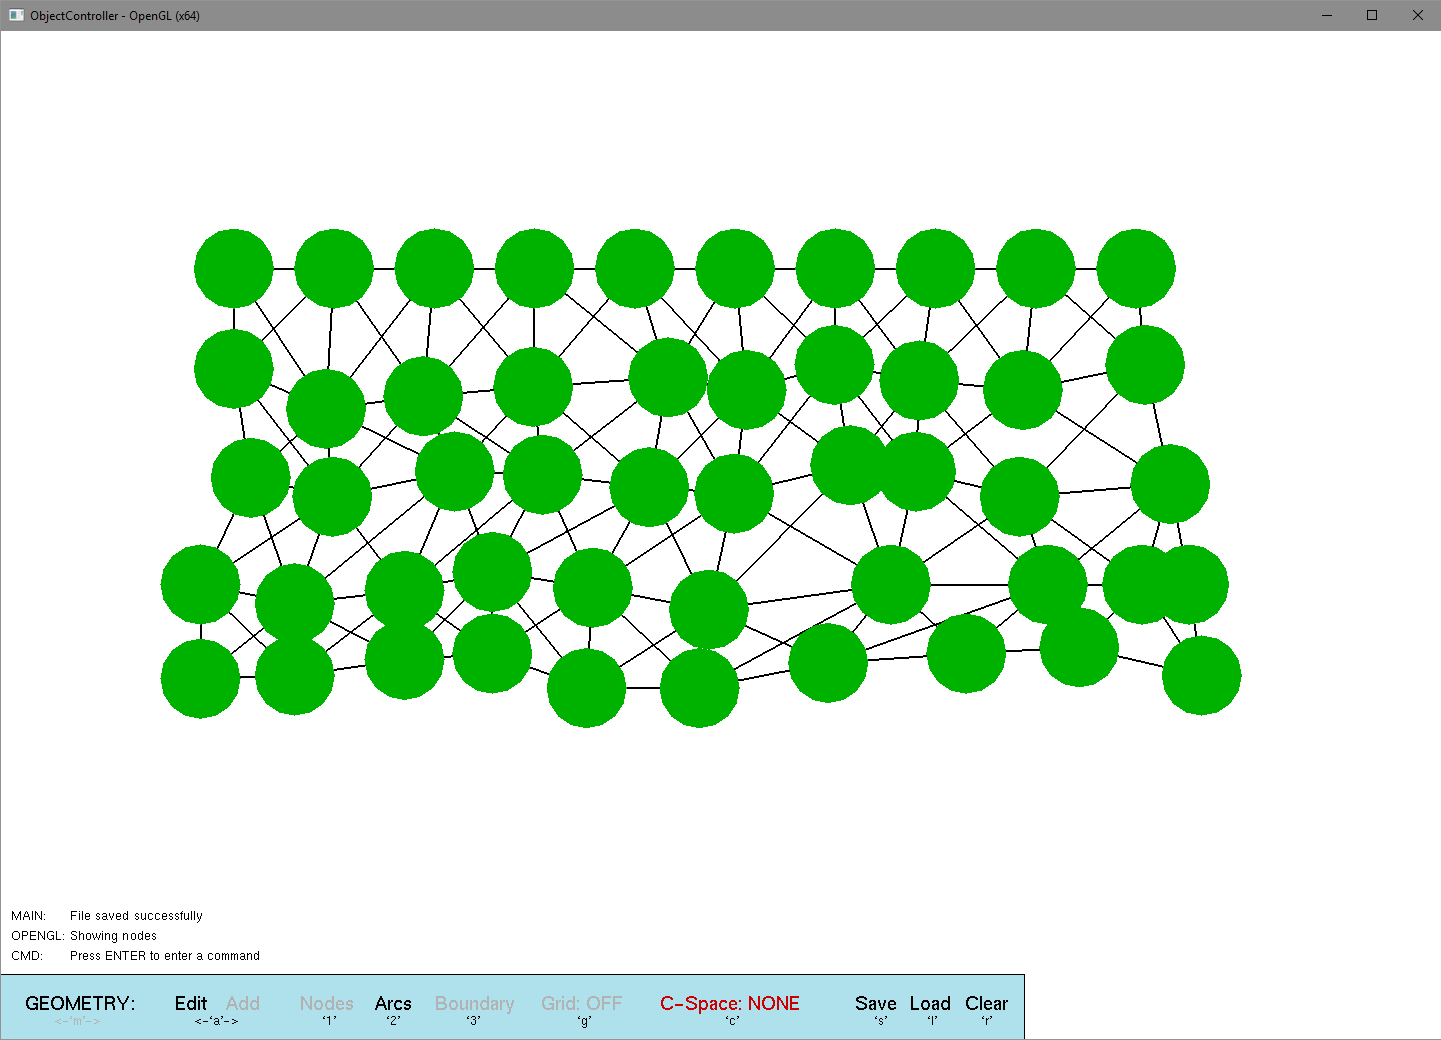 ObjectController - OpenGL (x64)
MAIN: File saved successfully
OPENGL: Showing nodes
CMD: Press ENTER to enter a command
GEOMETRY: Edit Add Nodes Arcs Boundary Grid: OFF C-Space: NONE Save Load Clear
<-'m'-> <-'a'-> '1' '2' '3' 'g' 'c' 's' 'l' 'r'